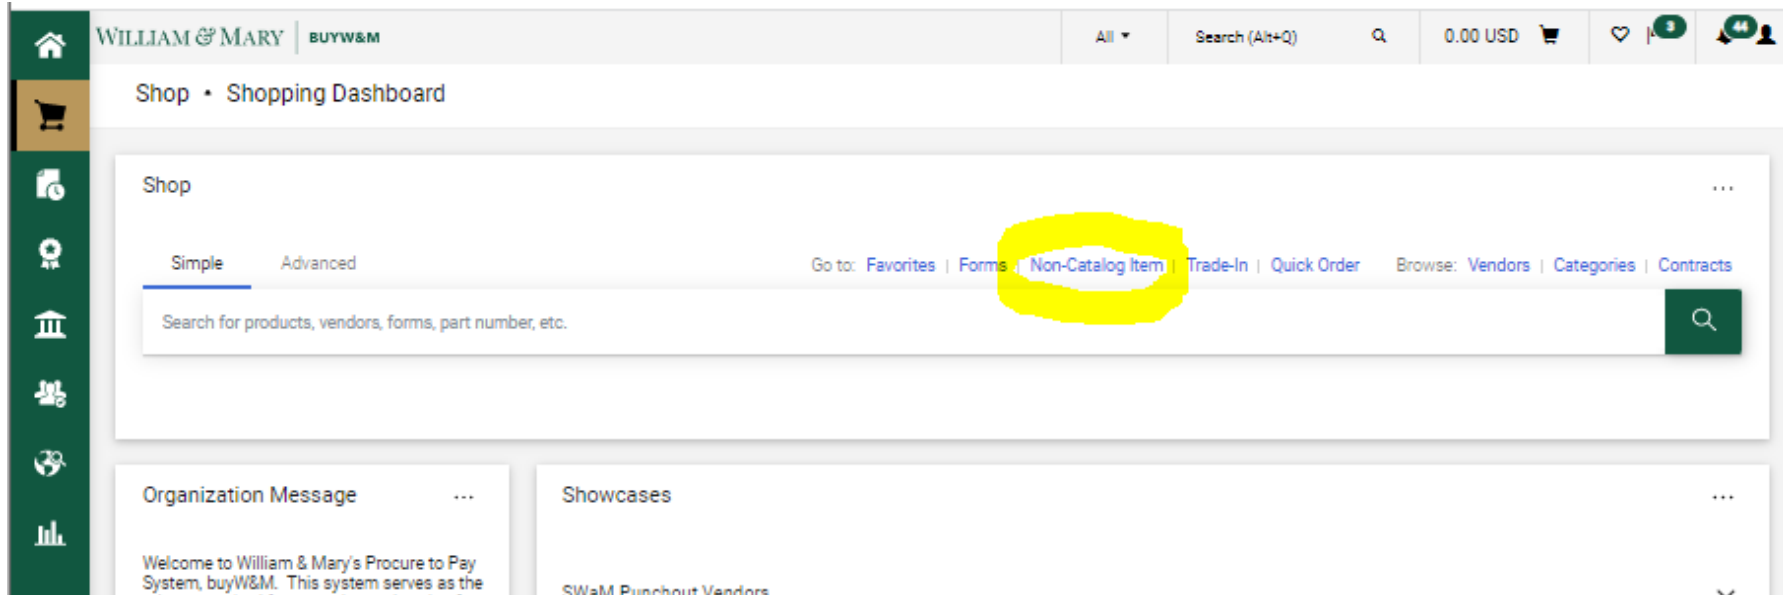 WILLIAM & MARY BUYW&M All Search (Alt+Q) 0.00 USD 3 44
Shop • Shopping Dashboard
Shop ...
Simple Advanced Go to: Favorites | Forms | Non-Catalog Item | Trade-In | Quick Order Browse: Vendors | Categories | Contracts
Search for products, vendors, forms, part number, etc.
Organization Message ... Showcases ...
Welcome to William & Mary's Procure to Pay
System, buyW&M. This system serves as the
SWaM Punchout Vendors